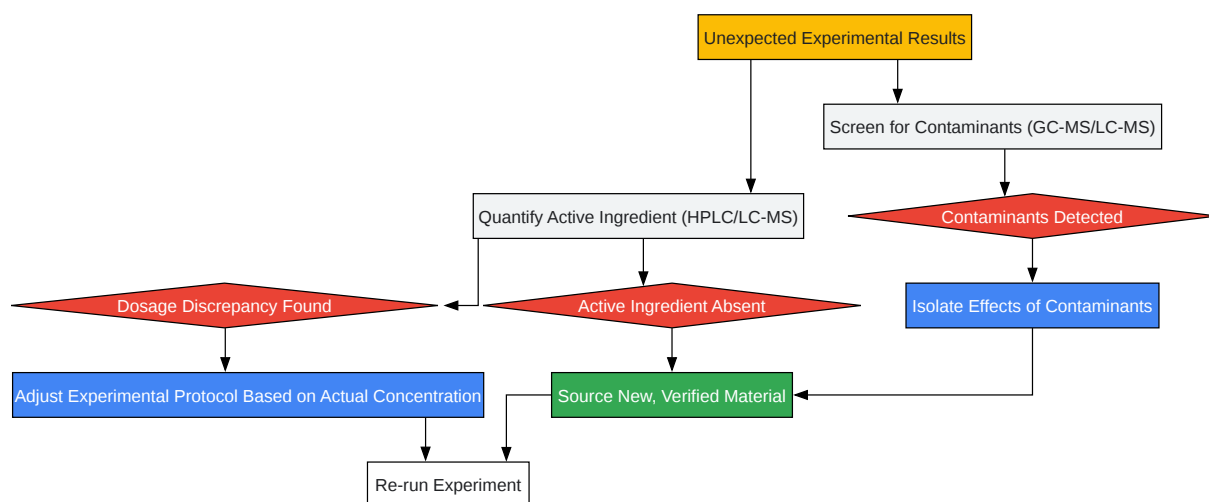 Unexpected Experimental Results
Screen for Contaminants (GC-MS/LC-MS)
Quantify Active Ingredient (HPLC/LC-MS)
Contaminants Detected
Dosage Discrepancy Found
Active Ingredient Absent
Isolate Effects of Contaminants
Adjust Experimental Protocol Based on Actual Concentration
Source New, Verified Material
Re-run Experiment